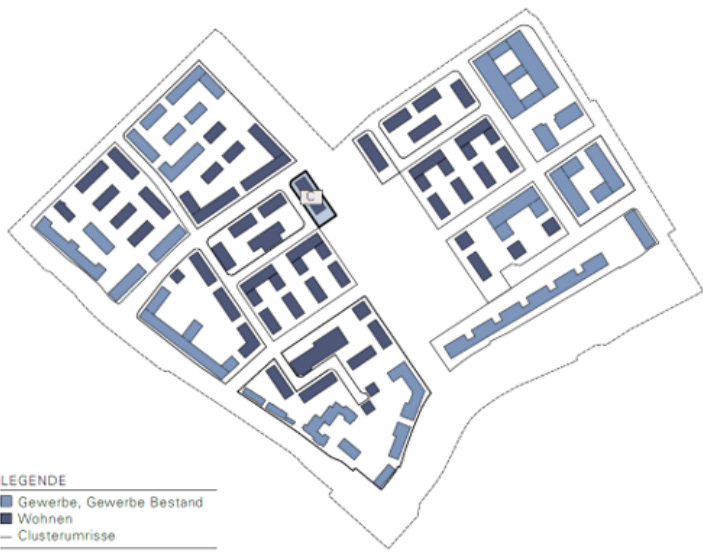 C
LEGENDE
Gewerbe, Gewerbe Bestand
Wohnen
Clusterumrisse